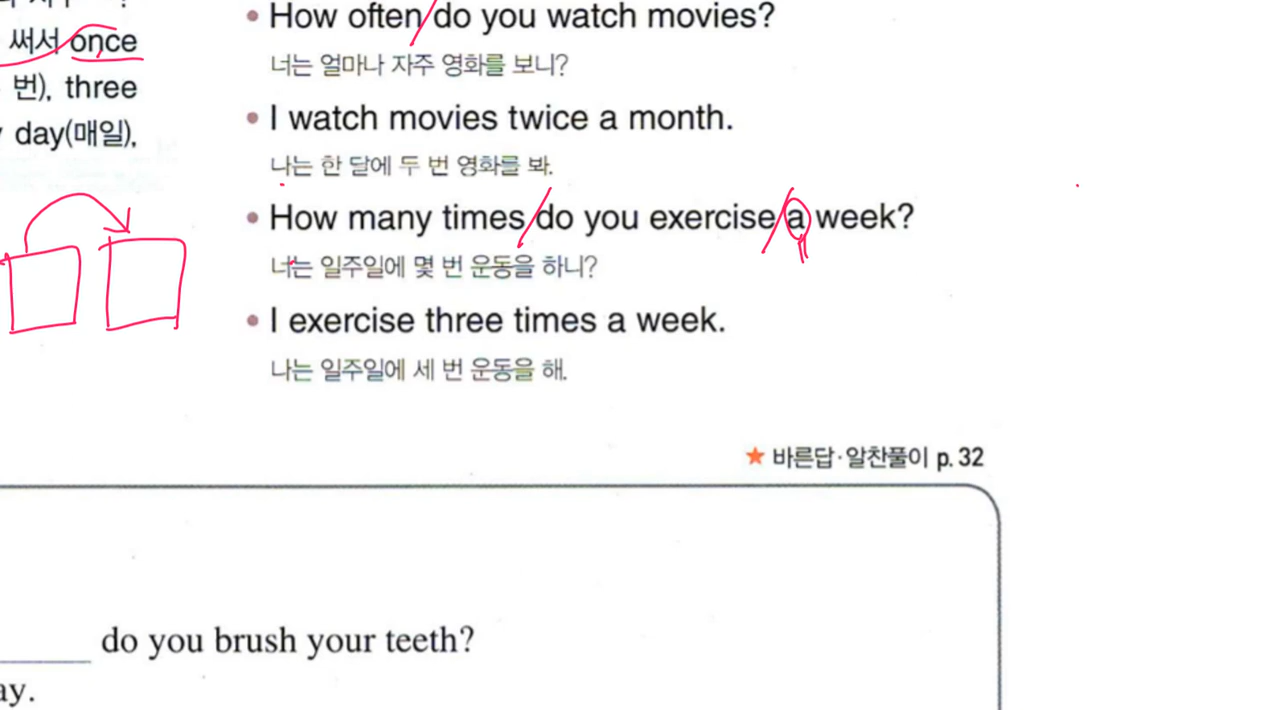 • How often do you watch movies?
써서 once
너는 얼마나 자주 영화를 보니?
번), three
• I watch movies twice a month.
day(매일),
나는 한 달에 두 번 영화를 봐.
• How many times do you exercise a week?
너는 일주일에 몇 번 운동을 하니?
• I exercise three times a week.
나는 일주일에 세 번 운동을 해.
★ 바른답·알찬풀이 p. 32
do you brush your teeth?
ay.